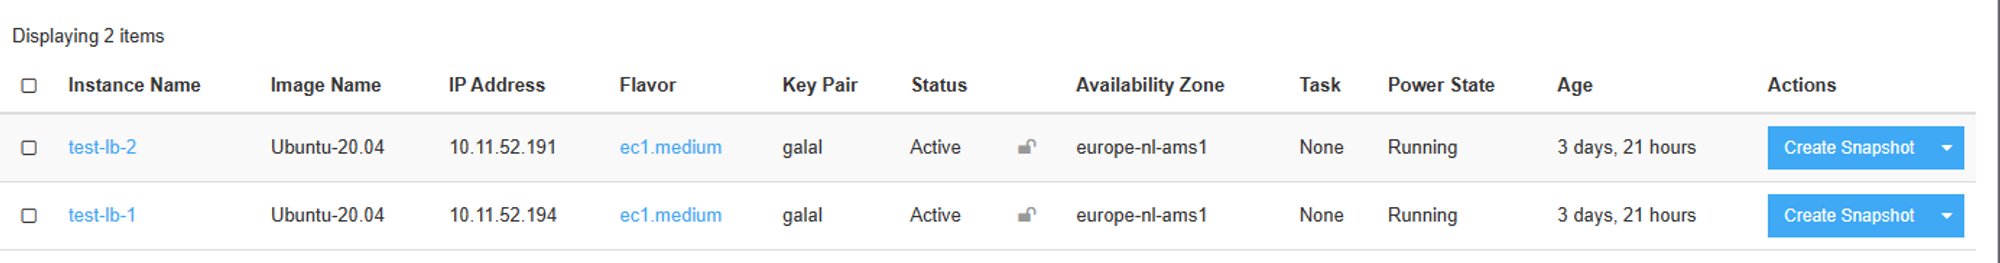 Displaying 2 items
Instance Name Image Name IP Address Flavor Key Pair Status Availability Zone Task Power State Age Actions
test-lb-2 Ubuntu-20.04 10.11.52.191 ec1.medium galal Active europe-nl-ams1 None Running 3 days, 21 hours Create Snapshot
test-lb-1 Ubuntu-20.04 10.11.52.194 ec1.medium galal Active europe-nl-ams1 None Running 3 days, 21 hours Create Snapshot